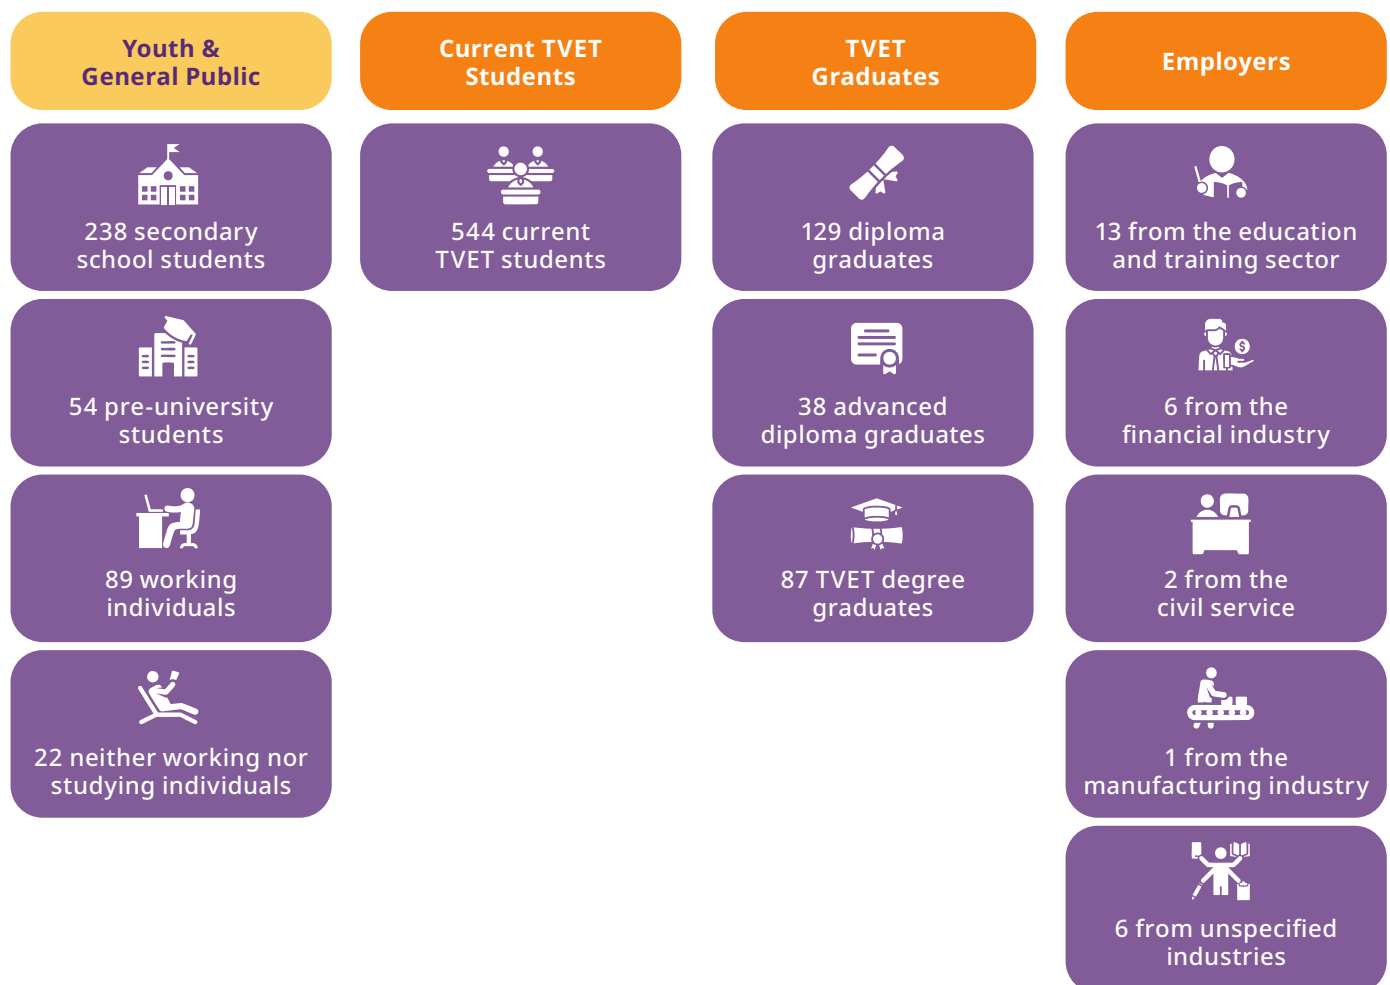 Youth &
General Public
238 secondary
school students
54 pre-university
students
89 working
individuals
22 neither working nor
studying individuals
Current TVET
Students
544 current
TVET students
TVET
Graduates
129 diploma
graduates
38 advanced
diploma graduates
87 TVET degree
graduates
Employers
13 from the education
and training sector
$
6 from the
financial industry
2 from the
civil service
1 from the
manufacturing industry
6 from unspecified
industries